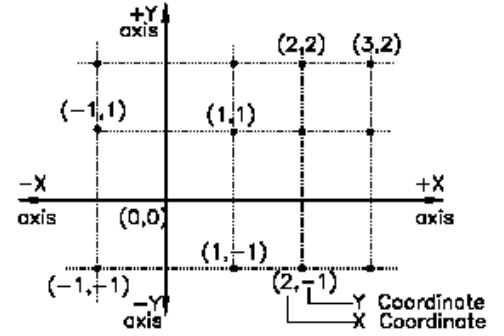 +Y
axis
(2,2) (3,2)
(-1,1) (1,1)
-X +X
axis (0,0) axis
(1,-1)
(-1,-1) (2,-1)
-Y
axis
Y Coordinate
X Coordinate